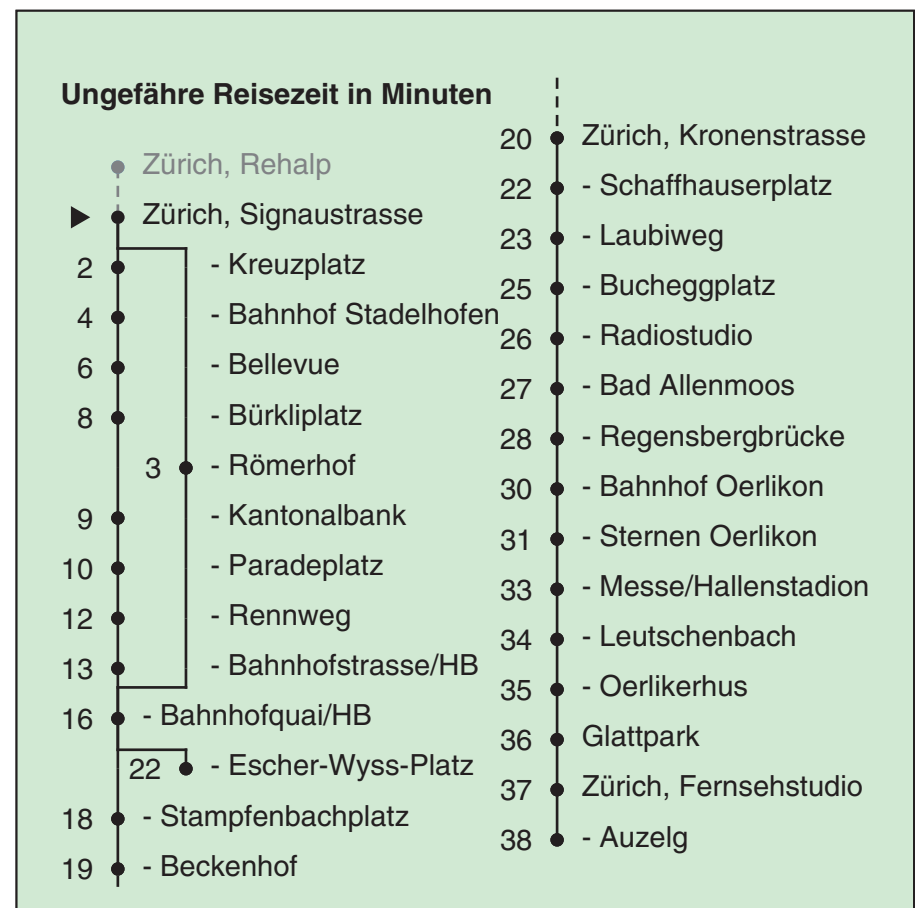 Ungefähre Reisezeit in Minuten
Zürich, Rehalp
Zürich, Signaustrasse
2 - Kreuzplatz
4 - Bahnhof Stadelhofen
6 - Bellevue
8 - Bürkliplatz
3 - Römerhof
9 - Kantonalbank
10 - Paradeplatz
12 - Rennweg
13 - Bahnhofstrasse/HB
16 - Bahnhofquai/HB
22 - Escher-Wyss-Platz
18 - Stampfenbachplatz
19 - Beckenhof
20 Zürich, Kronenstrasse
22 - Schaffhauserplatz
23 - Laubiweg
25 - Bucheggplatz
26 - Radiostudio
27 - Bad Allenmoos
28 - Regensbergbrücke
30 - Bahnhof Oerlikon
31 - Sternen Oerlikon
33 - Messe/Hallenstadion
34 - Leutschenbach
35 - Oerlikerhus
36 Glattpark
37 Zürich, Fernsehstudio
38 - Auzelg